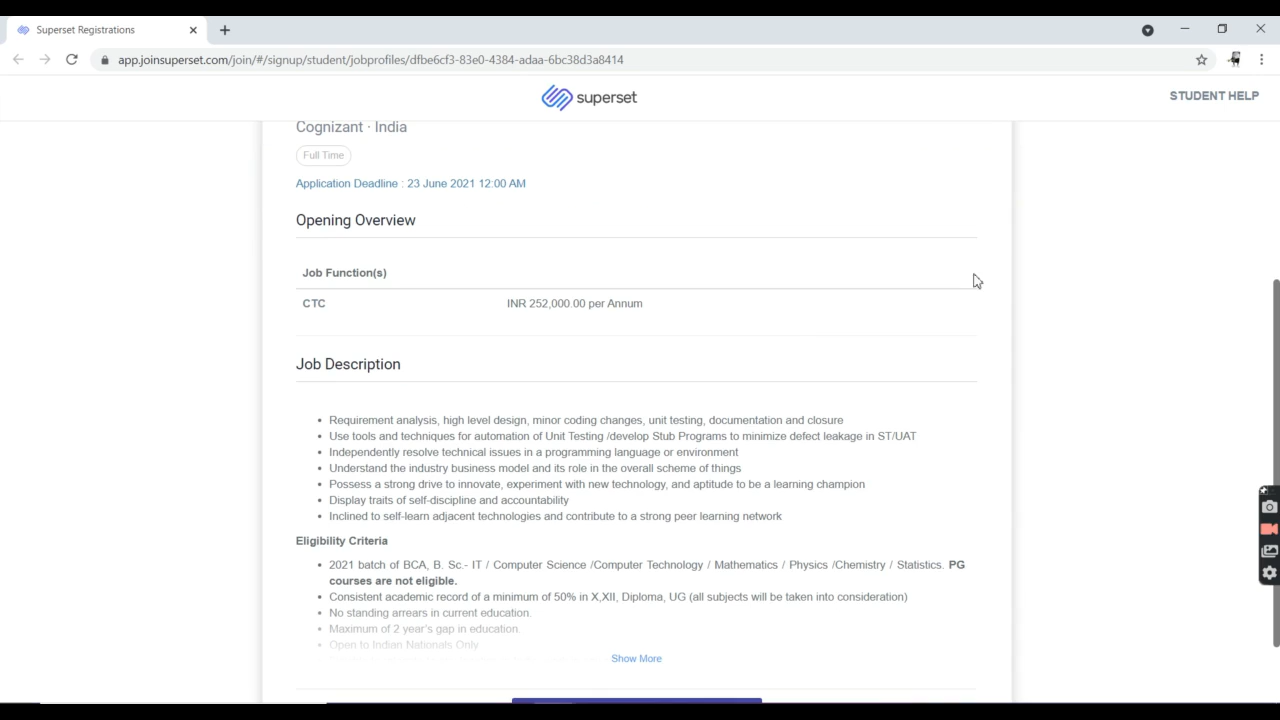 Superset Registrations
app.joinsuperset.com/join/#/signup/student/jobprofiles/dfbe6cf3-83e0-4384-adaa-6bc38d3a8414
superset
STUDENT HELP
Cognizant · India
Full Time
Application Deadline : 23 June 2021 12:00 AM
Opening Overview
Job Function(s)
CTC INR 252,000.00 per Annum
Job Description
• Requirement analysis, high level design, minor coding changes, unit testing, documentation and closure
• Use tools and techniques for automation of Unit Testing /develop Stub Programs to minimize defect leakage in ST/UAT
• Independently resolve technical issues in a programming language or environment
• Understand the industry business model and its role in the overall scheme of things
• Possess a strong drive to innovate, experiment with new technology, and aptitude to be a learning champion
• Display traits of self-discipline and accountability
• Inclined to self-learn adjacent technologies and contribute to a strong peer learning network
Eligibility Criteria
• 2021 batch of BCA, B. Sc.- IT / Computer Science /Computer Technology / Mathematics / Physics /Chemistry / Statistics. PG
courses are not eligible.
• Consistent academic record of a minimum of 50% in X,XII, Diploma, UG (all subjects will be taken into consideration)
• No standing arrears in current education.
• Maximum of 2 year's gap in education.
• Open to Indian Nationals Only
Show More